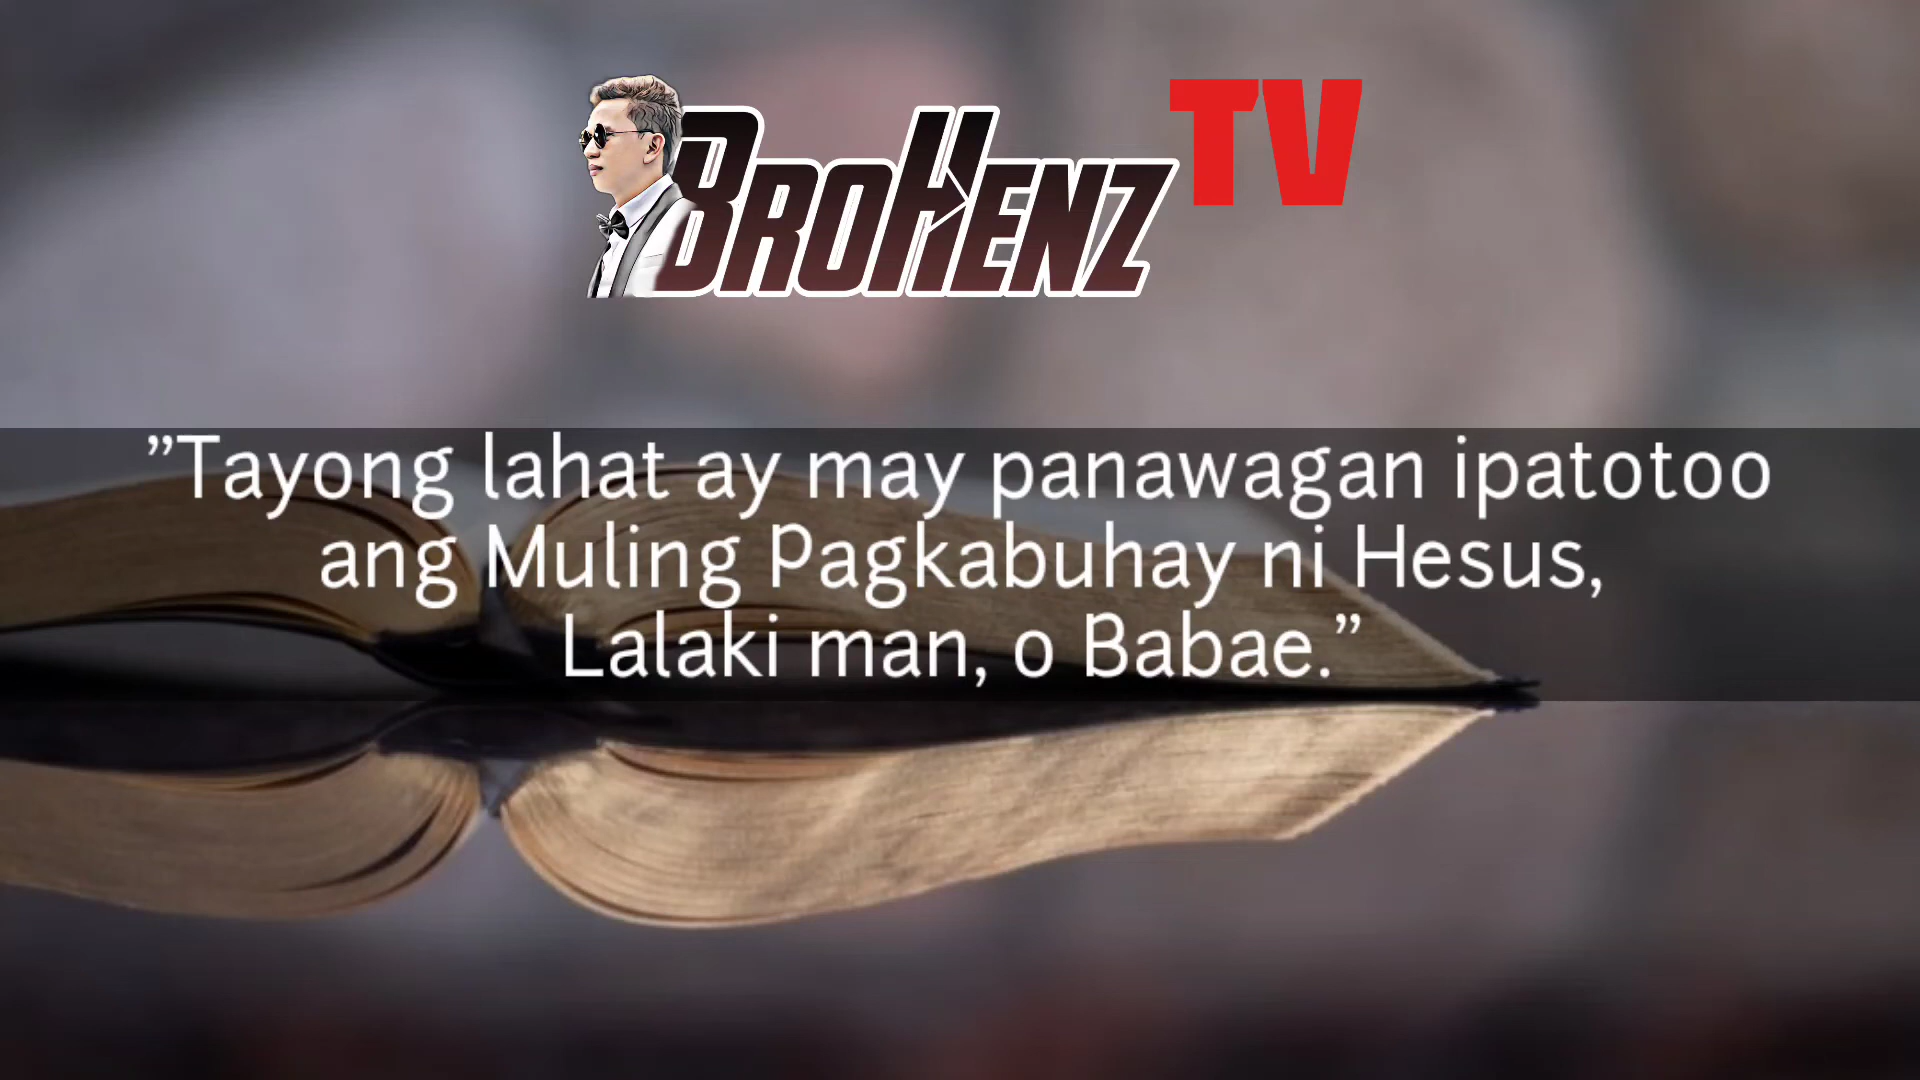 BROHENZ TV
”Tayong lahat ay may panawagan ipatotoo
ang Muling Pagkabuhay ni Hesus,
Lalaki man, o Babae.”